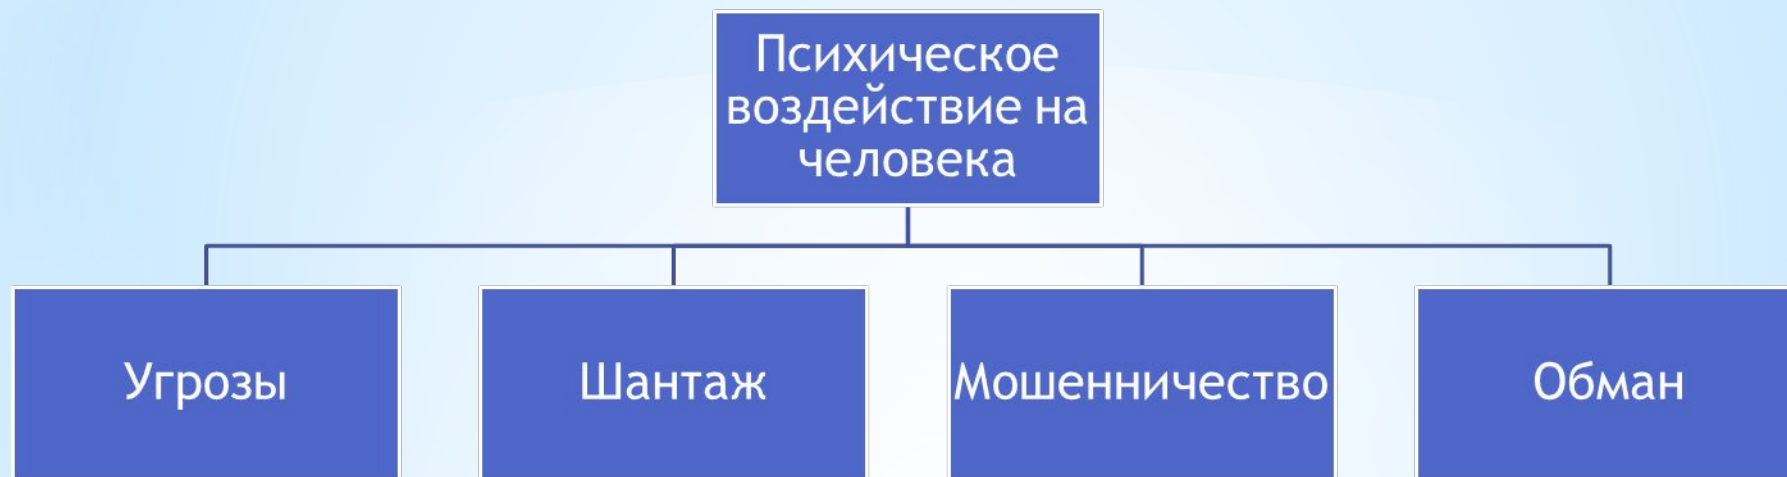 Психическое
воздействие на
человека
Угрозы
Шантаж
Мошенничество
Обман